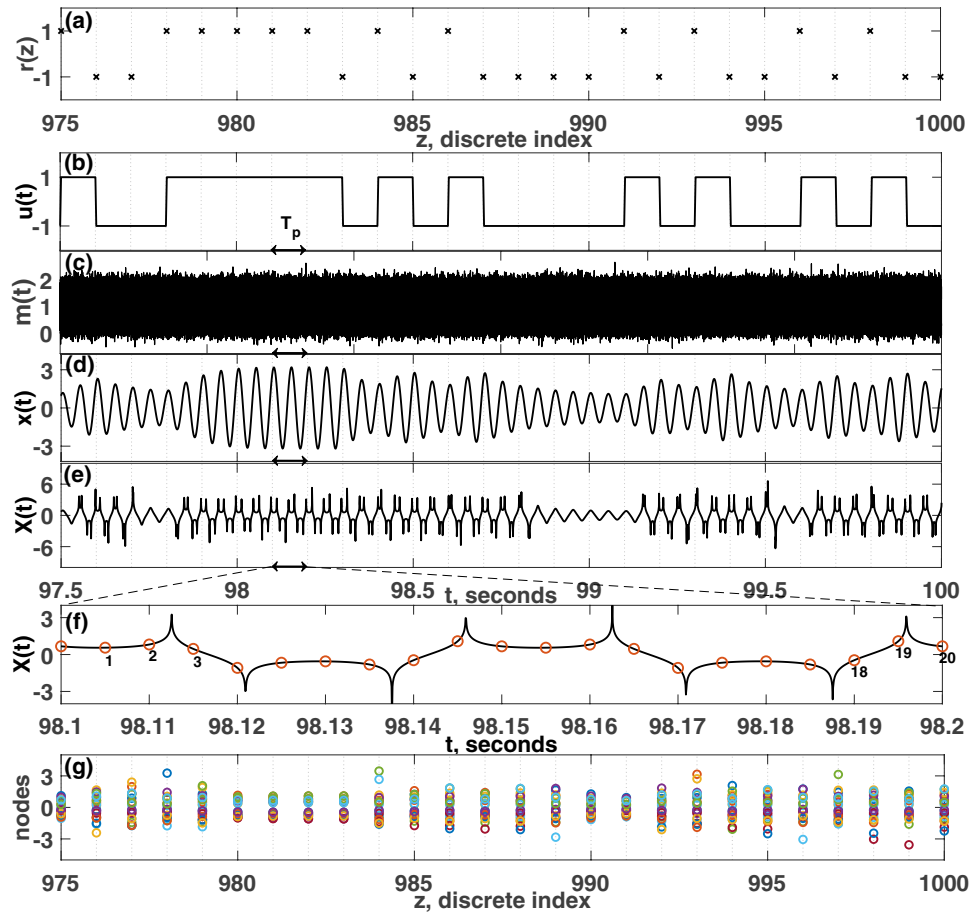 (a)
r(z)
1
-1
975 980 985 990 995 1000
z, discrete index
(b)
u(t)
1
-1
Tp
(c)
m(t)
2
1
0
(d)
x(t)
3
0
-3
(e)
X(t)
6
0
-6
97.5 98 98.5 99 99.5 100
t, seconds
(f)
X(t)
3
0
-3
1 2 3 18 19 20
98.1 98.11 98.12 98.13 98.14 98.15 98.16 98.17 98.18 98.19 98.2
t, seconds
(g)
nodes
3
0
-3
975 980 985 990 995 1000
z, discrete index